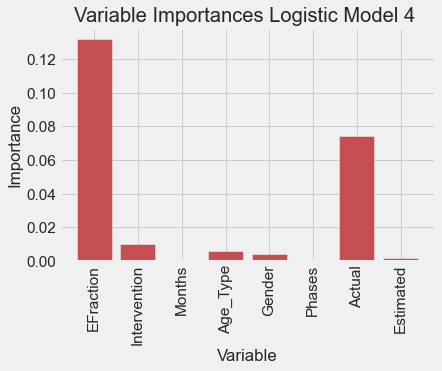 Variable Importances Logistic Model 4
Importance
0.12
0.10
0.08
0.06
0.04
0.02
0.00
EFraction
Intervention
Months
Age_Type
Gender
Phases
Actual
Estimated
Variable